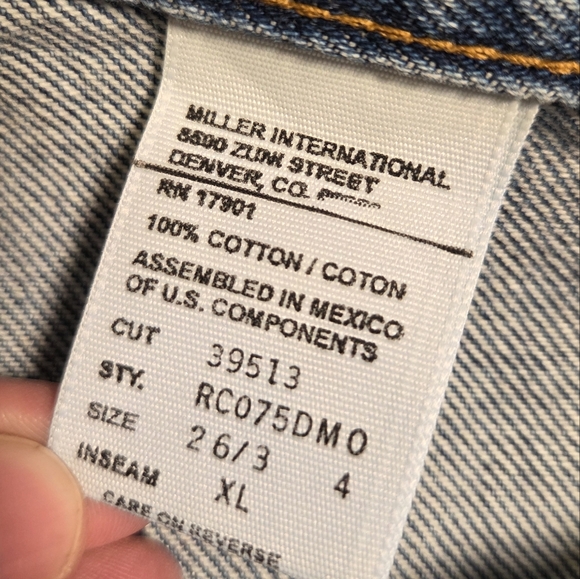 MILLER INTERNATIONAL
8500 ZUNI STREET
DENVER, CO.
RN 17901
100% COTTON / COTON
ASSEMBLED IN MEXICO
OF U.S. COMPONENTS
CUT 39513
STY. RC075DMO
SIZE 26/3 4
INSEAM XL
CARE ON REVERSE